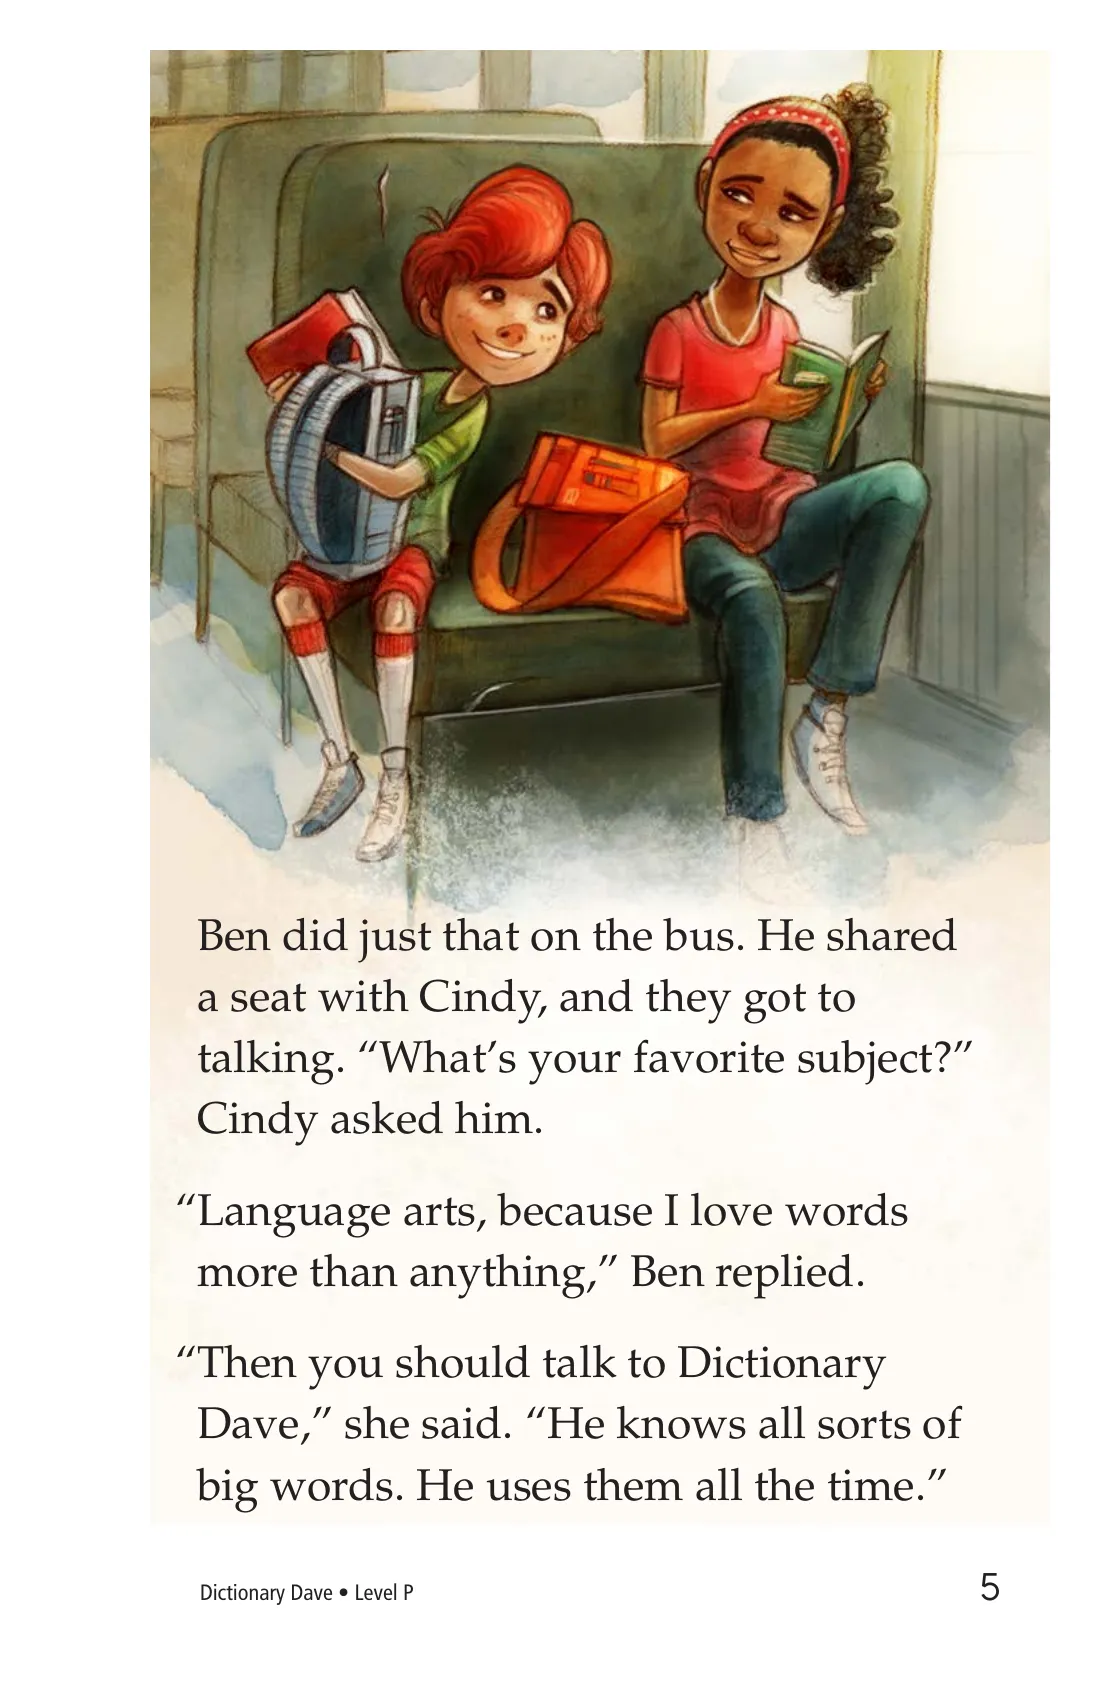 Ben did just that on the bus. He shared
a seat with Cindy, and they got to
talking. “What’s your favorite subject?”
Cindy asked him.
“Language arts, because I love words
more than anything,” Ben replied.
“Then you should talk to Dictionary
Dave,” she said. “He knows all sorts of
big words. He uses them all the time.”
Dictionary Dave • Level P
5